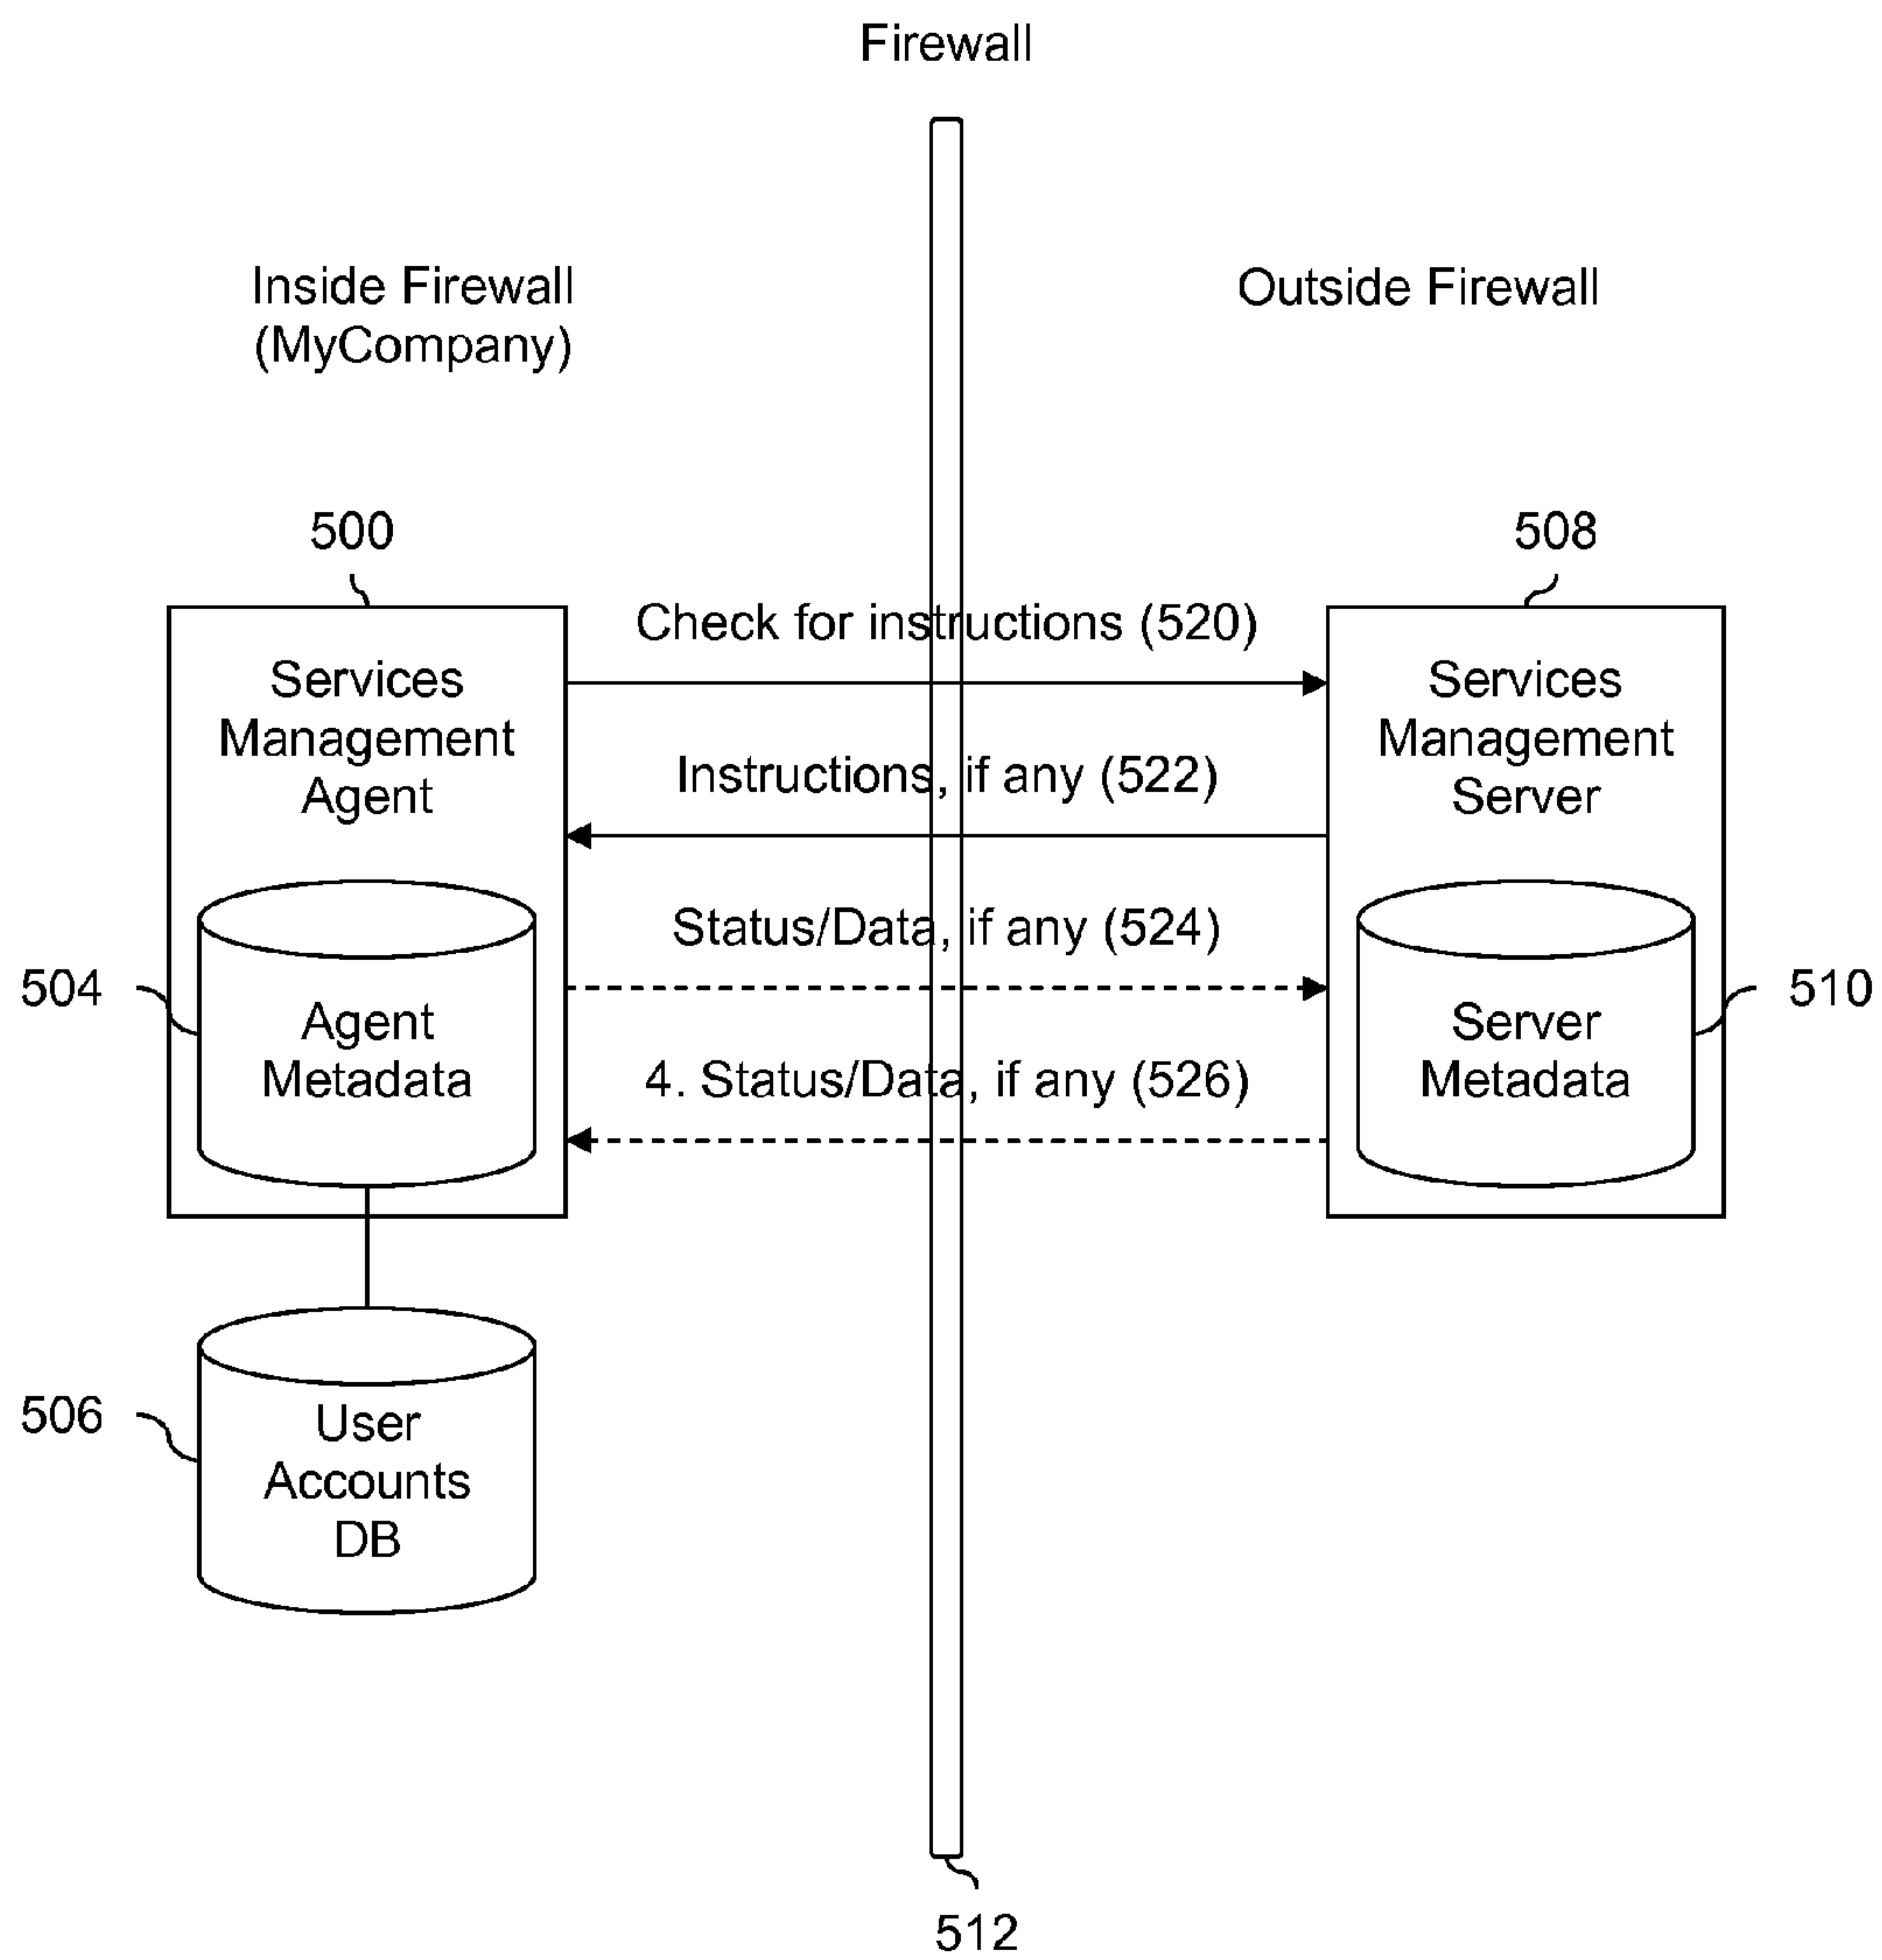 Firewall
Inside Firewall
(MyCompany)
Outside Firewall
500
508
Services
Management
Agent
Check for instructions (520)
Instructions, if any (522)
Status/Data, if any (524)
4. Status/Data, if any (526)
Services
Management
Server
504
Agent
Metadata
Server
Metadata
510
506
User
Accounts
DB
512